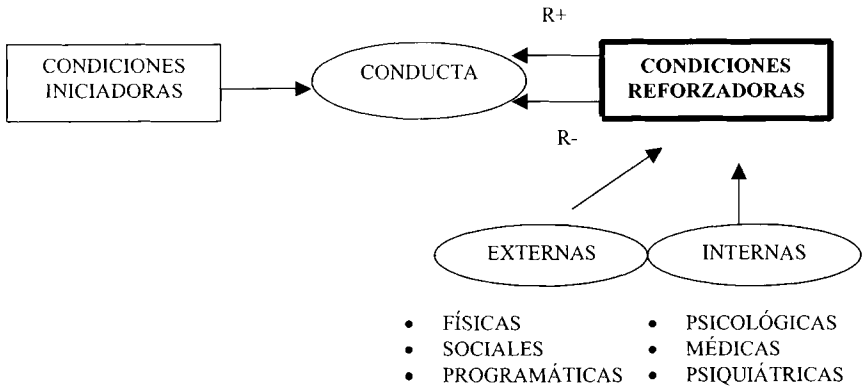 R+
CONDICIONES
INICIADORAS
CONDUCTA
CONDICIONES
REFORZADORAS
R-
EXTERNAS
INTERNAS
• FÍSICAS
• SOCIALES
• PROGRAMÁTICAS
• PSICOLÓGICAS
• MÉDICAS
• PSIQUIÁTRICAS